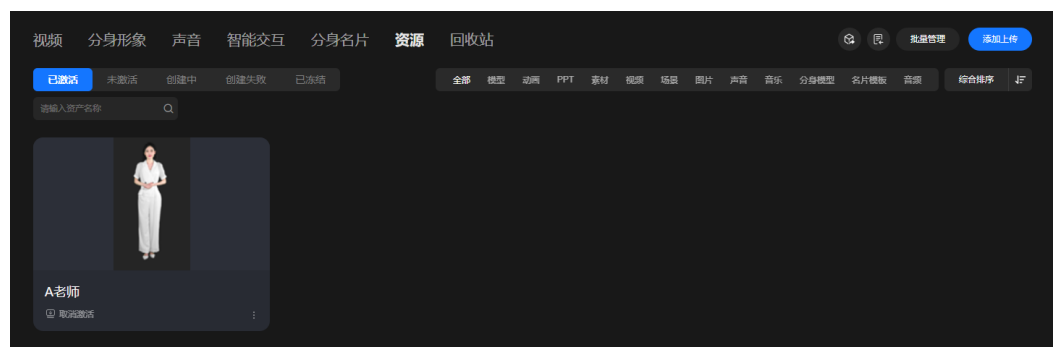 视频 分身形象 声音 智能交互 分身名片 资源 回收站 批量管理 添加上传
已激活 未激活 创建中 创建失败 已冻结 全部 模型 动画 PPT 素材 视频 场景 图片 声音 音乐 分身模型 名片模板 音频 综合排序
请输入资产名称
A老师
取消激活